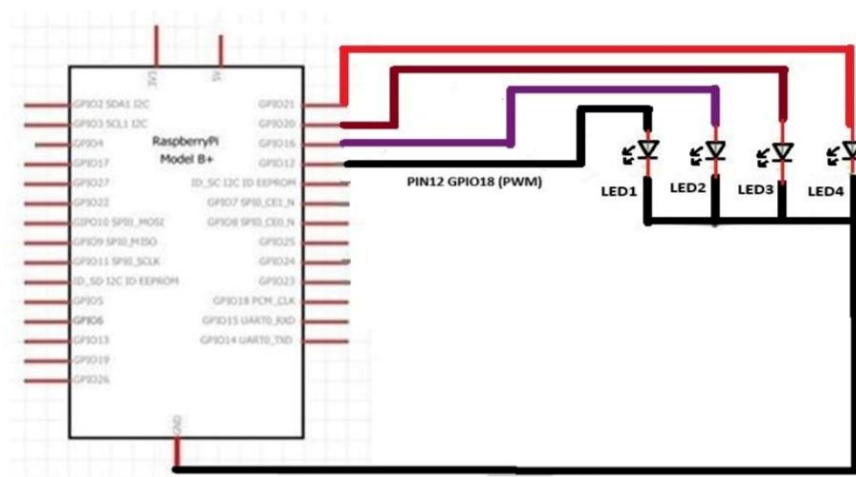 3V3
5V
GPIO2 SDA1 I2C
GPIO3 SCL1 I2C
GPIO4
GPIO17
GPIO27
GPIO22
GPIO10 SPI0_MOSI
GPIO9 SPI0_MISO
GPIO11 SPI0_SCLK
ID_SD I2C ID EEPROM
GPIO5
GPIO6
GPIO13
GPIO19
GPIO26
RaspberryPi
Model B+
GPIO21
GPIO20
GPIO16
GPIO12
ID_SC I2C ID EEPROM
GPIO7 SPI0_CE1_N
GPIO8 SPI0_CE0_N
GPIO25
GPIO24
GPIO23
GPIO18 PCM_CLK
GPIO15 UART0_RXD
GPIO14 UART0_TXD
GND
PIN12 GPIO18 (PWM)
LED1
LED2
LED3
LED4